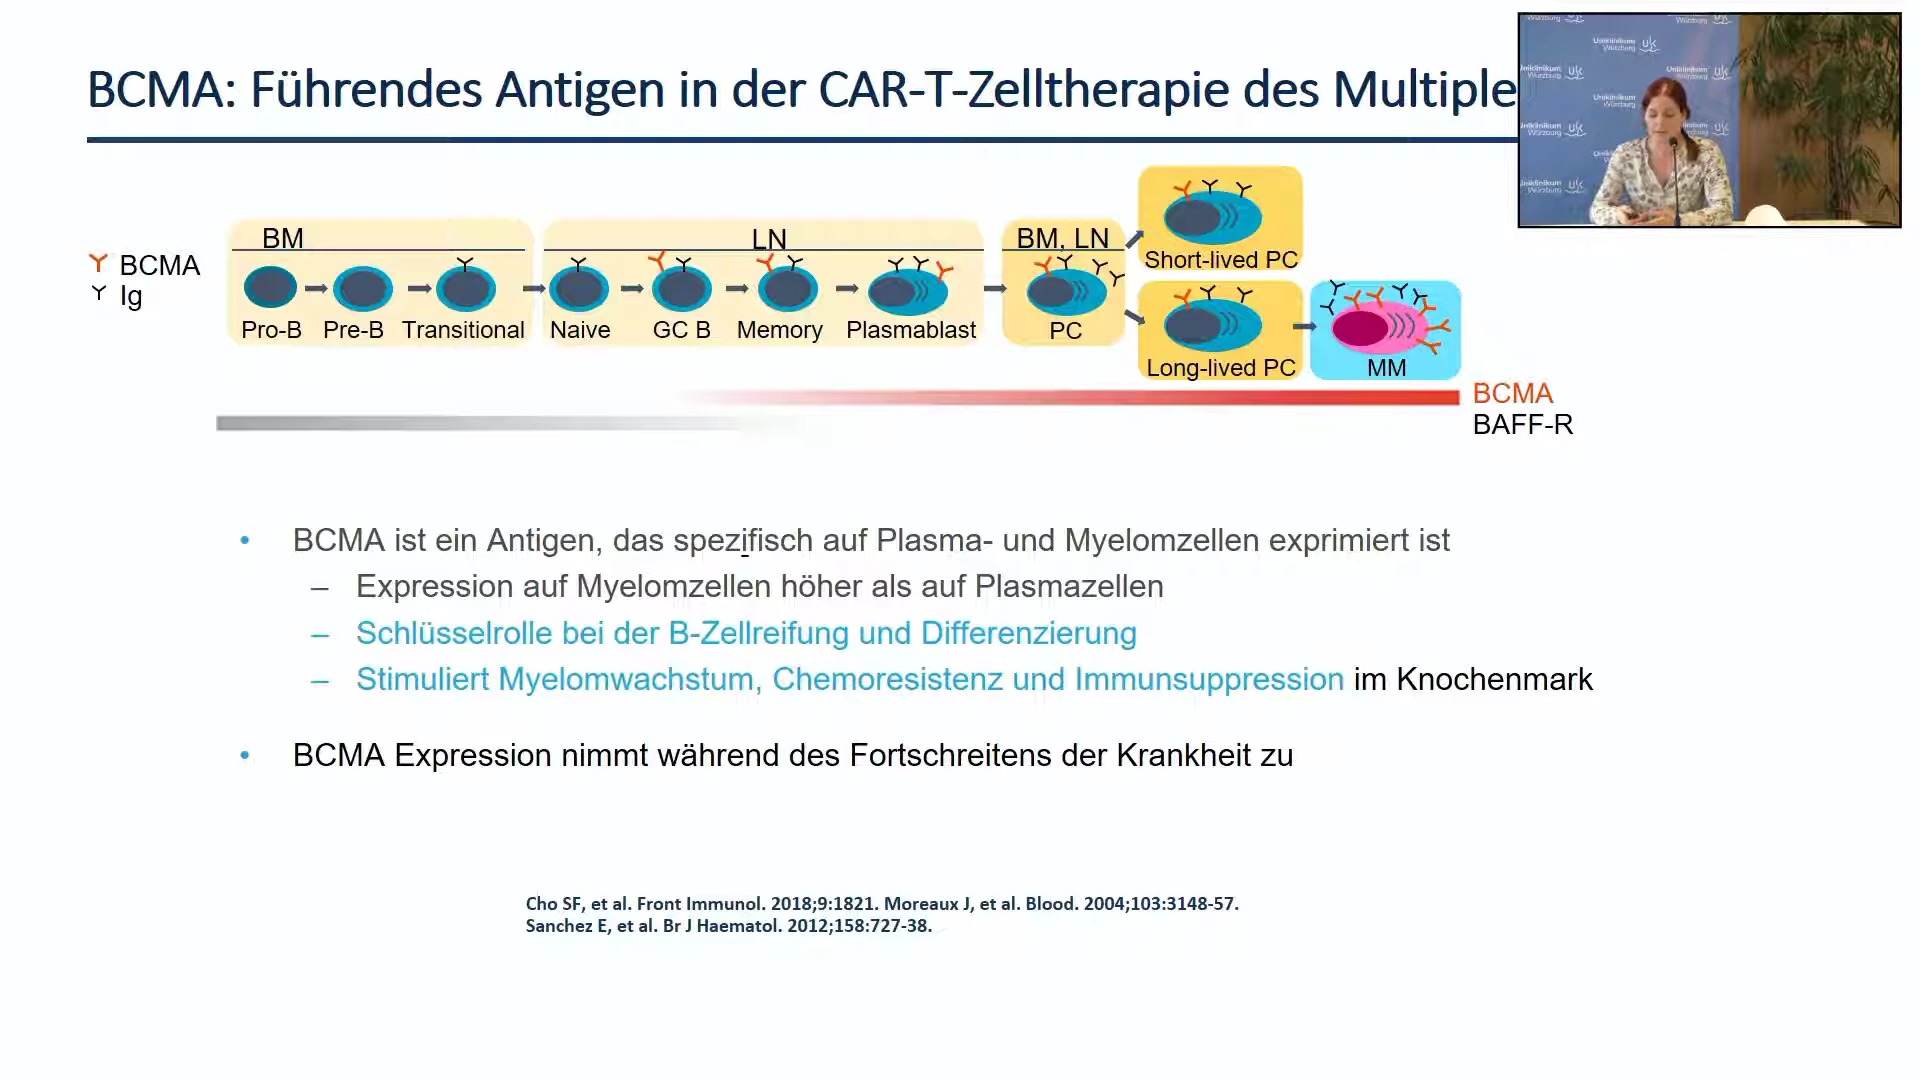 BCMA: Führendes Antigen in der CAR-T-Zelltherapie des Multiple
Uniklinikum
Würzburg
BM
LN
BM, LN
BCMA
Ig
Pro-B
Pre-B
Transitional
Naive
GC B
Memory
Plasmablast
PC
Short-lived PC
Long-lived PC
MM
BCMA
BAFF-R
• BCMA ist ein Antigen, das spezifisch auf Plasma- und Myelomzellen exprimiert ist
– Expression auf Myelomzellen höher als auf Plasmazellen
– Schlüsselrolle bei der B-Zellreifung und Differenzierung
– Stimuliert Myelomwachstum, Chemoresistenz und Immunsuppression im Knochenmark
• BCMA Expression nimmt während des Fortschreitens der Krankheit zu
Cho SF, et al. Front Immunol. 2018;9:1821. Moreaux J, et al. Blood. 2004;103:3148-57.
Sanchez E, et al. Br J Haematol. 2012;158:727-38.